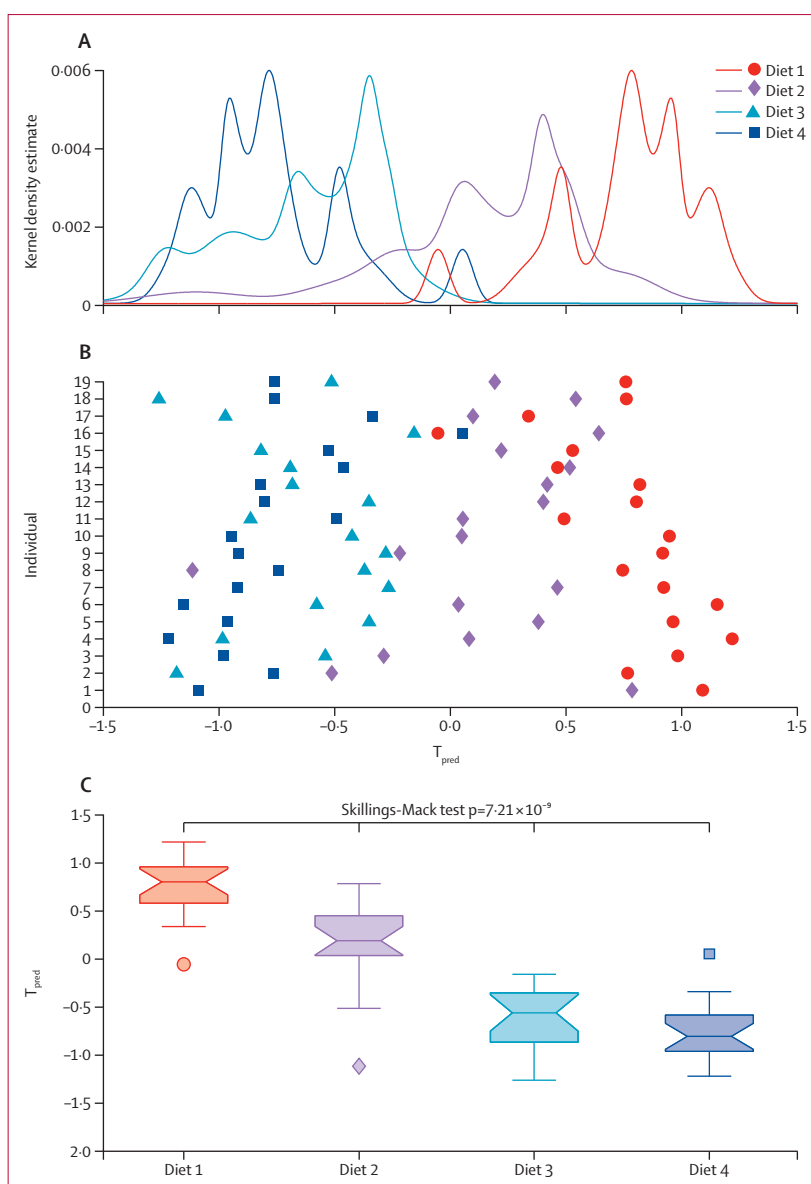 A
0·006
0·004
0·002
0
Kernel density estimate
Diet 1
Diet 2
Diet 3
Diet 4
B
19
18
17
16
15
14
13
12
11
10
9
8
7
6
5
4
3
2
1
0
Individual
–1·5
–1·0
–0·5
0·0
0·5
1·0
1·5
T_pred
C
Skillings-Mack test p=7·21×10⁻⁹
1·5
1·0
0·5
0
–0·5
–1·0
–1·5
2·0
T_pred
Diet 1
Diet 2
Diet 3
Diet 4